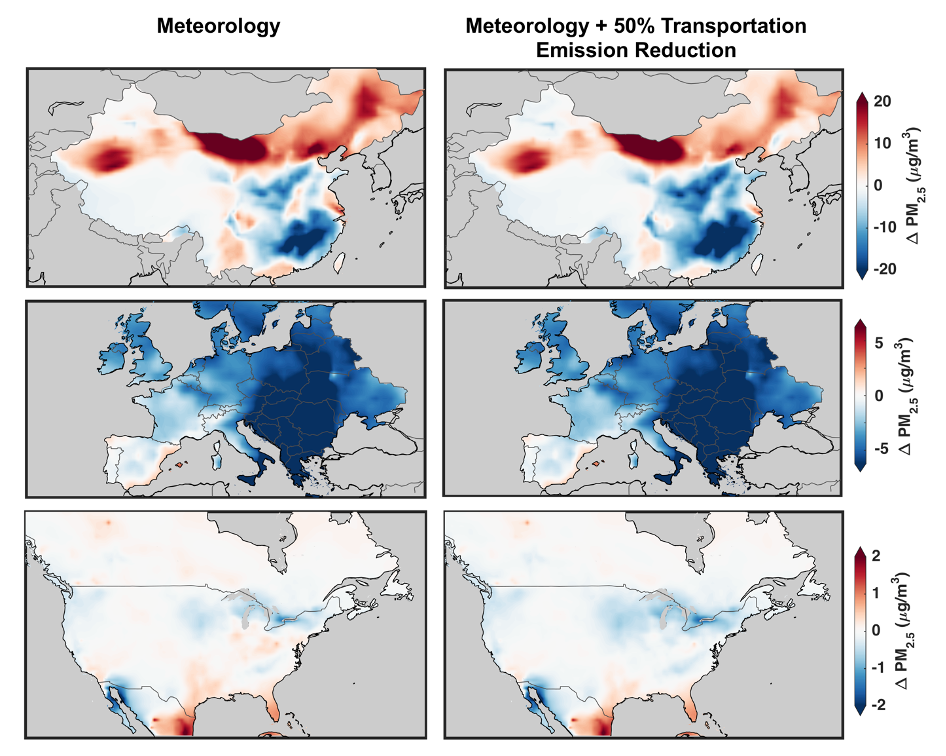 Meteorology
Meteorology + 50% Transportation
Emission Reduction
20
10
0
-10
-20
Δ PM2.5 (μg/m³)
5
0
-5
Δ PM2.5 (μg/m³)
2
1
0
-1
-2
Δ PM2.5 (μg/m³)